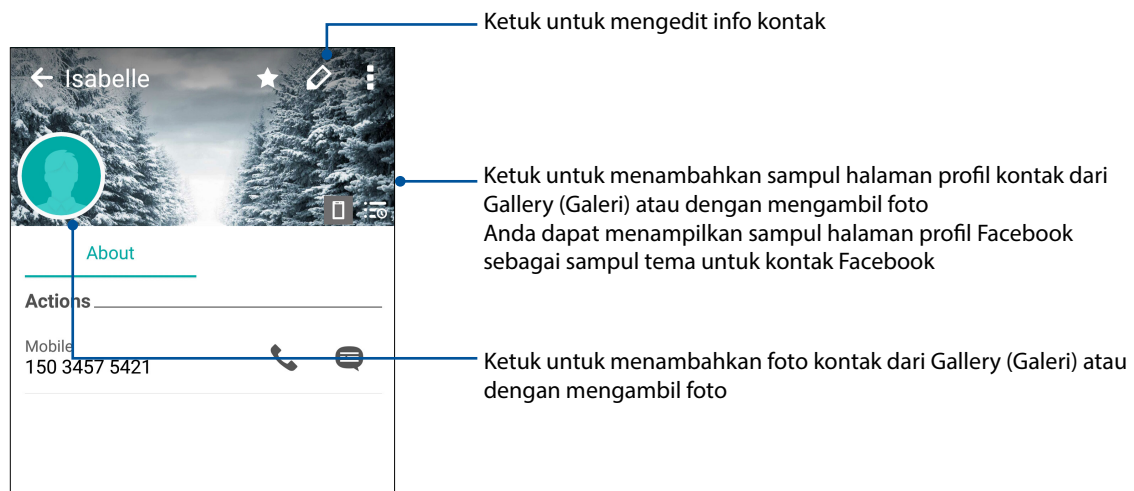 Ketuk untuk mengedit info kontak
Isabelle
Ketuk untuk menambahkan sampul halaman profil kontak dari
Gallery (Galeri) atau dengan mengambil foto
Anda dapat menampilkan sampul halaman profil Facebook
sebagai sampul tema untuk kontak Facebook
About
Actions
Mobile
150 3457 5421
Ketuk untuk menambahkan foto kontak dari Gallery (Galeri) atau
dengan mengambil foto